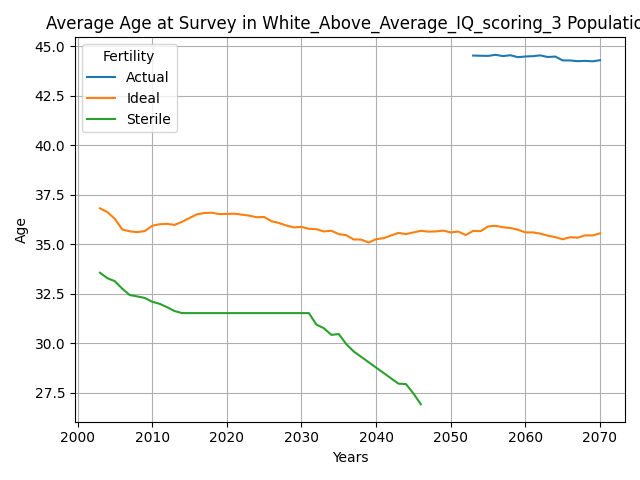 Average Age at Survey in White_Above_Average_IQ_scoring_3 Populatio
Fertility
Actual
Ideal
Sterile
45.0
42.5
40.0
37.5
35.0
32.5
30.0
27.5
Age
2000 2010 2020 2030 2040 2050 2060 2070
Years